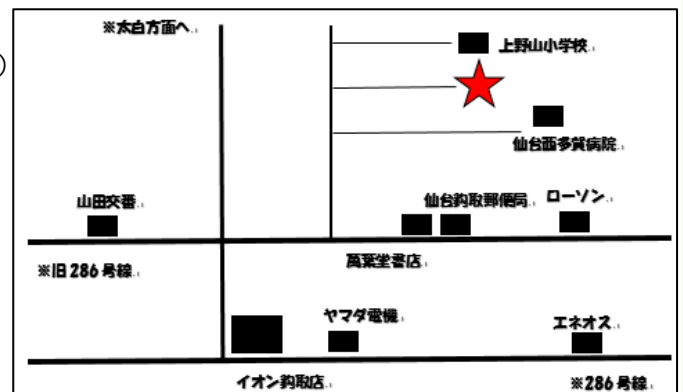 ※太白方面へ
上野山小学校
仙台西多賀病院
山田交番
仙台鈎取郵便局
ローソン
萬葉堂書店
※旧286号線
ヤマダ電機
エネオス
イオン鈎取店
※286号線